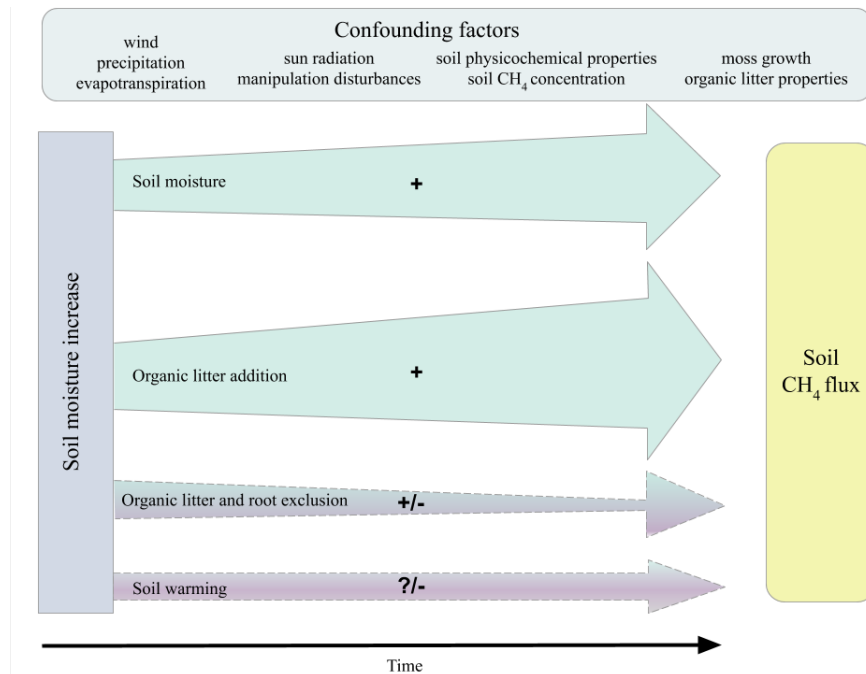 Confounding factors
wind
precipitation
evapotranspiration
sun radiation
manipulation disturbances
soil physicochemical properties
soil CH₄ concentration
moss growth
organic litter properties
Soil moisture increase
Soil moisture
+
Organic litter addition
+
Organic litter and root exclusion
+/-
Soil warming
?/-
Soil
CH₄ flux
Time